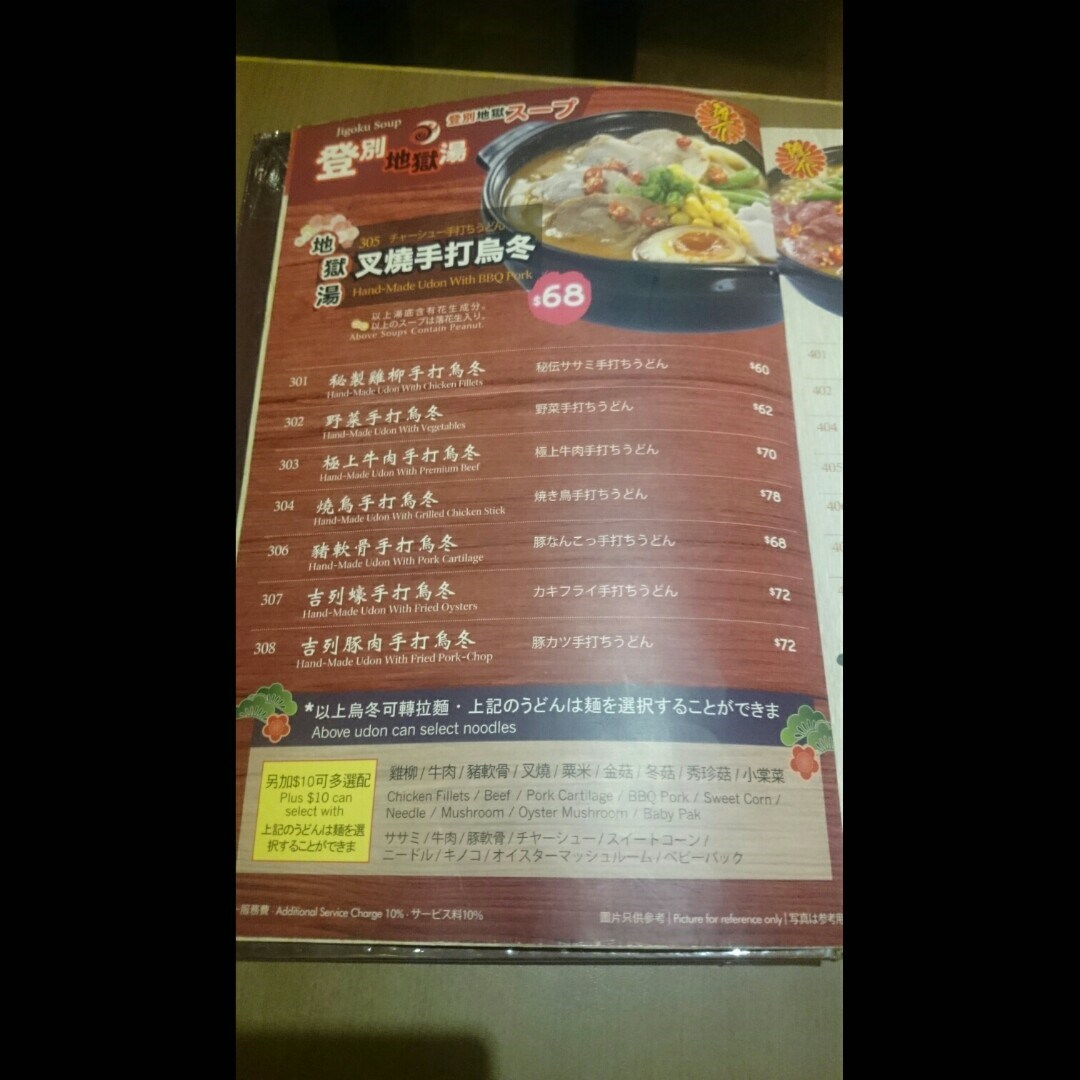 Jigoku Soup
登別地獄湯
登別地獄スープ
推介
推介
地獄湯
305 チャーシュー手打ちうどん
叉燒手打烏冬
Hand-Made Udon With BBQ Pork
$68
以上湯底含有花生成分。
以上のスープは落花生入り。
Above Soups Contain Peanut.
301 秘製雞柳手打烏冬 秘伝ササミ手打ちうどん $60
Hand-Made Udon With Chicken Fillets
302 野菜手打烏冬 野菜手打ちうどん $62
Hand-Made Udon With Vegetables
303 極上牛肉手打烏冬 極上牛肉手打ちうどん $70
Hand-Made Udon With Premium Beef
304 燒鳥手打烏冬 焼き鳥手打ちうどん $78
Hand-Made Udon With Grilled Chicken Stick
306 豬軟骨手打烏冬 豚なんこっ手打ちうどん $68
Hand-Made Udon With Pork Cartilage
307 吉列蠔手打烏冬 カキフライ手打ちうどん $72
Hand-Made Udon With Fried Oysters
308 吉列豚肉手打烏冬 豚カツ手打ちうどん $72
Hand-Made Udon With Fried Pork-Chop
*以上烏冬可轉拉麵・上記のうどんは麺を選択することができま
Above udon can select noodles
另加$10可多選配
Plus $10 can
select with
上記のうどんは麺を選
択することができま
雞柳/牛肉/豬軟骨/叉燒/粟米/金菇/冬菇/秀珍菇/小棠菜
Chicken Fillets / Beef / Pork Cartilage / BBQ Pork / Sweet Corn /
Needle / Mushroom / Oyster Mushroom / Baby Pak
ササミ/牛肉/豚軟骨/チャーシュー/スイートコーン/
ニードル/キノコ/オイスターマッシュルーム/ベビーパック
一服務費・Additional Service Charge 10%・サービス料10%
圖片只供參考 | Picture for reference only | 写真は参考用
401
402
404
405